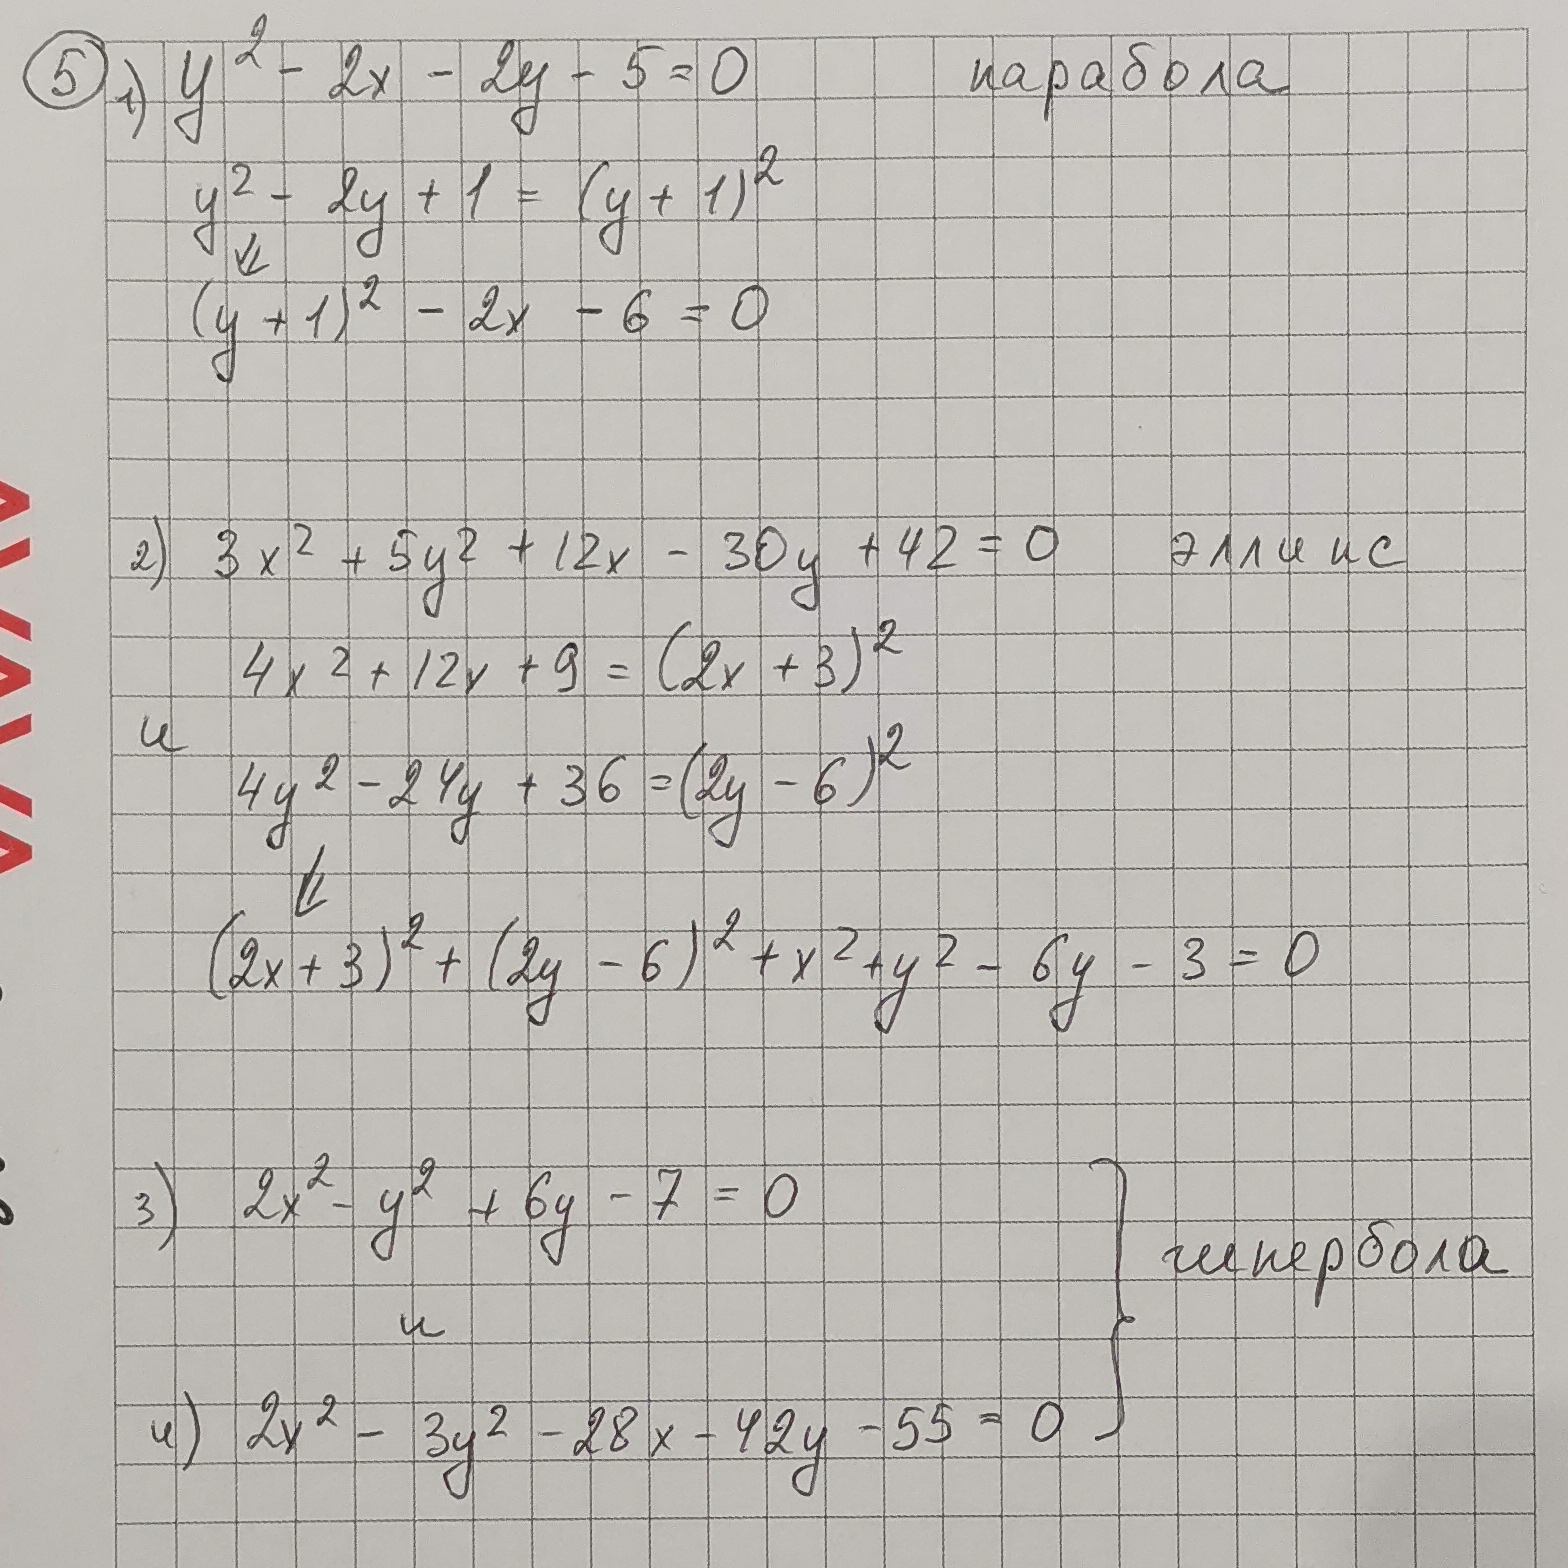 5 1) y² - 2x - 2y - 5 = 0 парабола
y² - 2y + 1 = (y + 1)²
(y + 1)² - 2x - 6 = 0
2) 3x² + 5y² + 12x - 30y + 42 = 0 эллипс
4x² + 12x + 9 = (2x + 3)²
и
4y² - 24y + 36 = (2y - 6)²
(2x + 3)² + (2y - 6)² + x² + y² - 6y - 3 = 0
3) 2x² - y² + 6y - 7 = 0
гипербола
и
4) 2x² - 3y² - 28x - 42y - 55 = 0